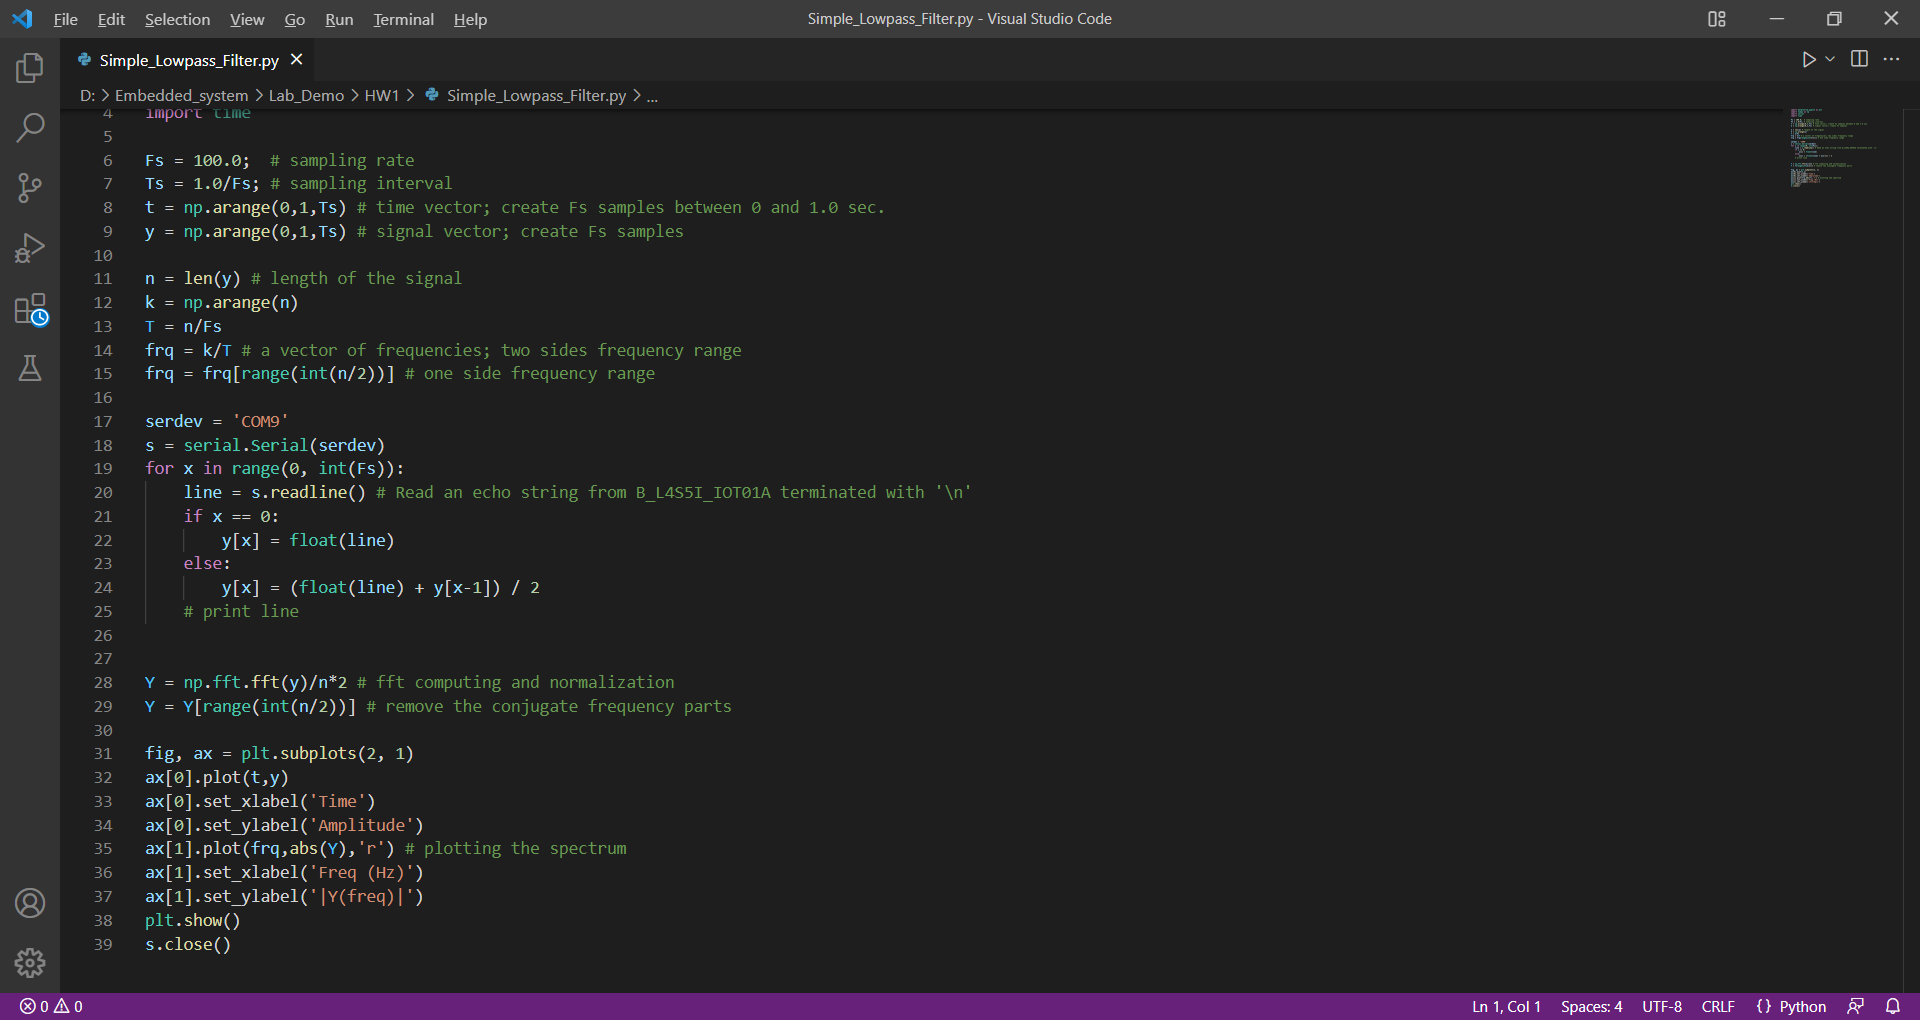 File Edit Selection View Go Run Terminal Help
Simple_Lowpass_Filter.py - Visual Studio Code
Simple_Lowpass_Filter.py
D: > Embedded_system > Lab_Demo > HW1 > Simple_Lowpass_Filter.py > ...
4 import time
5
6 Fs = 100.0;  # sampling rate
7 Ts = 1.0/Fs; # sampling interval
8 t = np.arange(0,1,Ts) # time vector; create Fs samples between 0 and 1.0 sec.
9 y = np.arange(0,1,Ts) # signal vector; create Fs samples
10
11 n = len(y) # length of the signal
12 k = np.arange(n)
13 T = n/Fs
14 frq = k/T # a vector of frequencies; two sides frequency range
15 frq = frq[range(int(n/2))] # one side frequency range
16
17 serdev = 'COM9'
18 s = serial.Serial(serdev)
19 for x in range(0, int(Fs)):
20     line = s.readline() # Read an echo string from B_L4S5I_IOT01A terminated with '\n'
21     if x == 0:
22         y[x] = float(line)
23     else:
24         y[x] = (float(line) + y[x-1]) / 2
25     # print line
26
27
28 Y = np.fft.fft(y)/n*2 # fft computing and normalization
29 Y = Y[range(int(n/2))] # remove the conjugate frequency parts
30
31 fig, ax = plt.subplots(2, 1)
32 ax[0].plot(t,y)
33 ax[0].set_xlabel('Time')
34 ax[0].set_ylabel('Amplitude')
35 ax[1].plot(frq,abs(Y),'r') # plotting the spectrum
36 ax[1].set_xlabel('Freq (Hz)')
37 ax[1].set_ylabel('|Y(freq)|')
38 plt.show()
39 s.close()
0 0
Ln 1, Col 1 Spaces: 4 UTF-8 CRLF {} Python